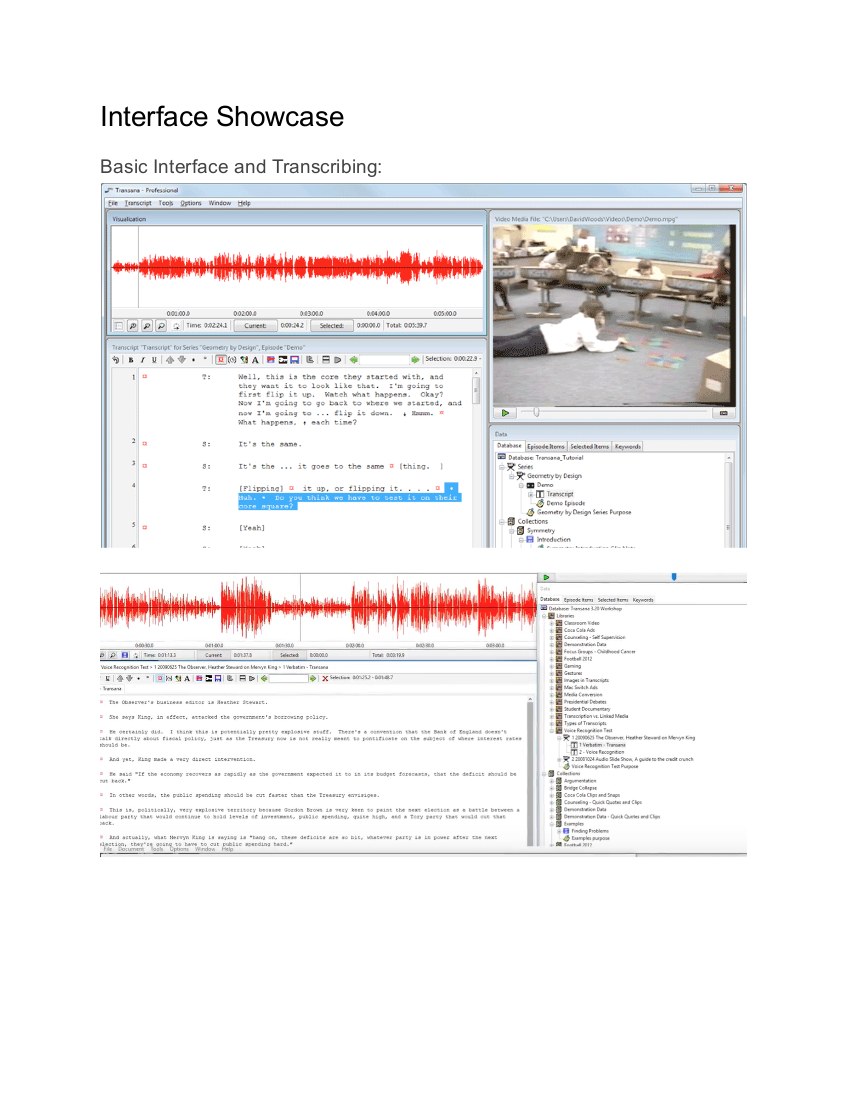 Interface Showcase
Basic Interface and Transcribing:
Transana - Professional
File Transcript Tools Options Window Help
Visualization
0:01:00.0 0:02:00.0 0:03:00.0 0:04:00.0 0:05:00.0
Time: 0:02:24.1 Current: 0:00:24.2 Selected: 0:00:00.0 Total: 0:05:39.7
Video Media File: "C:\Users\DavidWoods\Videos\Demo\Demo.mpg"
Transcript "Transcript" for Series "Geometry by Design", Episode "Demo"
B I U Selection: 0:00:22.9 -
1 T: Well, this is the core they started with, and
they want it to look like that. I'm going to
first flip it up. Watch what happens. Okay?
Now I'm going to go back to where we started, and
now I'm going to ... flip it down. Hmmm.
What happens, each time?
2 S: It's the same.
3 S: It's the ... it goes to the same [thing. ]
4 T: [Flipping] it up, or flipping it. . . .
Huh. Do you think we have to test it on their
core square?
5 S: [Yeah]
Data
Database Episode Items Selected Items Keywords
Database: Transana_Tutorial
Series
Geometry by Design
Demo
Transcript
Demo Episode
Geometry by Design Series Purpose
Collections
Symmetry
Introduction
0:00:30.0 0:01:00.0 0:01:30.0 0:02:00.0 0:02:30.0 0:03:00.0
Time: 0:01:13.3 Current: 0:01:37.0 Selected: 0:00:00.0 Total: 0:03:19.9
Voice Recognition Test > 1 20090625 The Observer, Heather Stewart on Mervyn King > 1 Verbatim - Transana
U A Selection: 0:01:25.2 - 0:01:48.7
- Transana
The Observer's business editor is Heather Stewart.
She says King, in effect, attacked the government's borrowing policy.
He certainly did. I think this is potentially pretty explosive stuff. There's a convention that the Bank of England doesn't
talk directly about fiscal policy, just as the Treasury now is not really meant to pontificate on the subject of where interest rates
should be.
And yet, King made a very direct intervention.
He said "If the economy recovers as rapidly as the government expected it to in its budget forecasts, that the deficit should be
cut back."
In other words, the public spending should be cut faster than the Treasury envisiges.
This is, politically, very explosive territory because Gordon Brown is very keen to paint the next election as a battle between a
labour party that would continue to hold levels of investment, public spending, quite high, and a Tory party that would cut that
back.
And actually, what Mervyn King is saying is "hang on, these deficits are so bit, whatever party is in power after the next
election, they're going to have to cut public spending hard."
File Document Tools Options Window Help
Data
Database Episode Items Selected Items Keywords
Database: Transana 3.20 Workshop
Libraries
Classroom Video
Coca Cola Ads
Counseling - Self Supervision
Demonstration Data
Focus Groups - Childhood Cancer
Football 2012
Gaming
Gestures
Images in Transcripts
Mac Switch Ads
Media Conversion
Presidential Debates
Student Documentary
Transcription vs. Linked Media
Types of Transcripts
Voice Recognition Test
1 20090625 The Observer, Heather Stewart on Mervyn King
1 Verbatim - Transana
2 - Voice Recognition
2 20081024 Audio Slide Show, A guide to the credit crunch
Voice Recognition Test Purpose
Collections
Argumentation
Bridge Collapse
Coca Cola Clips and Snaps
Counseling - Quick Quotes and Clips
Demonstration Data
Demonstration Data - Quick Quotes and Clips
Examples
Finding Problems
Examples purpose
Football 2012